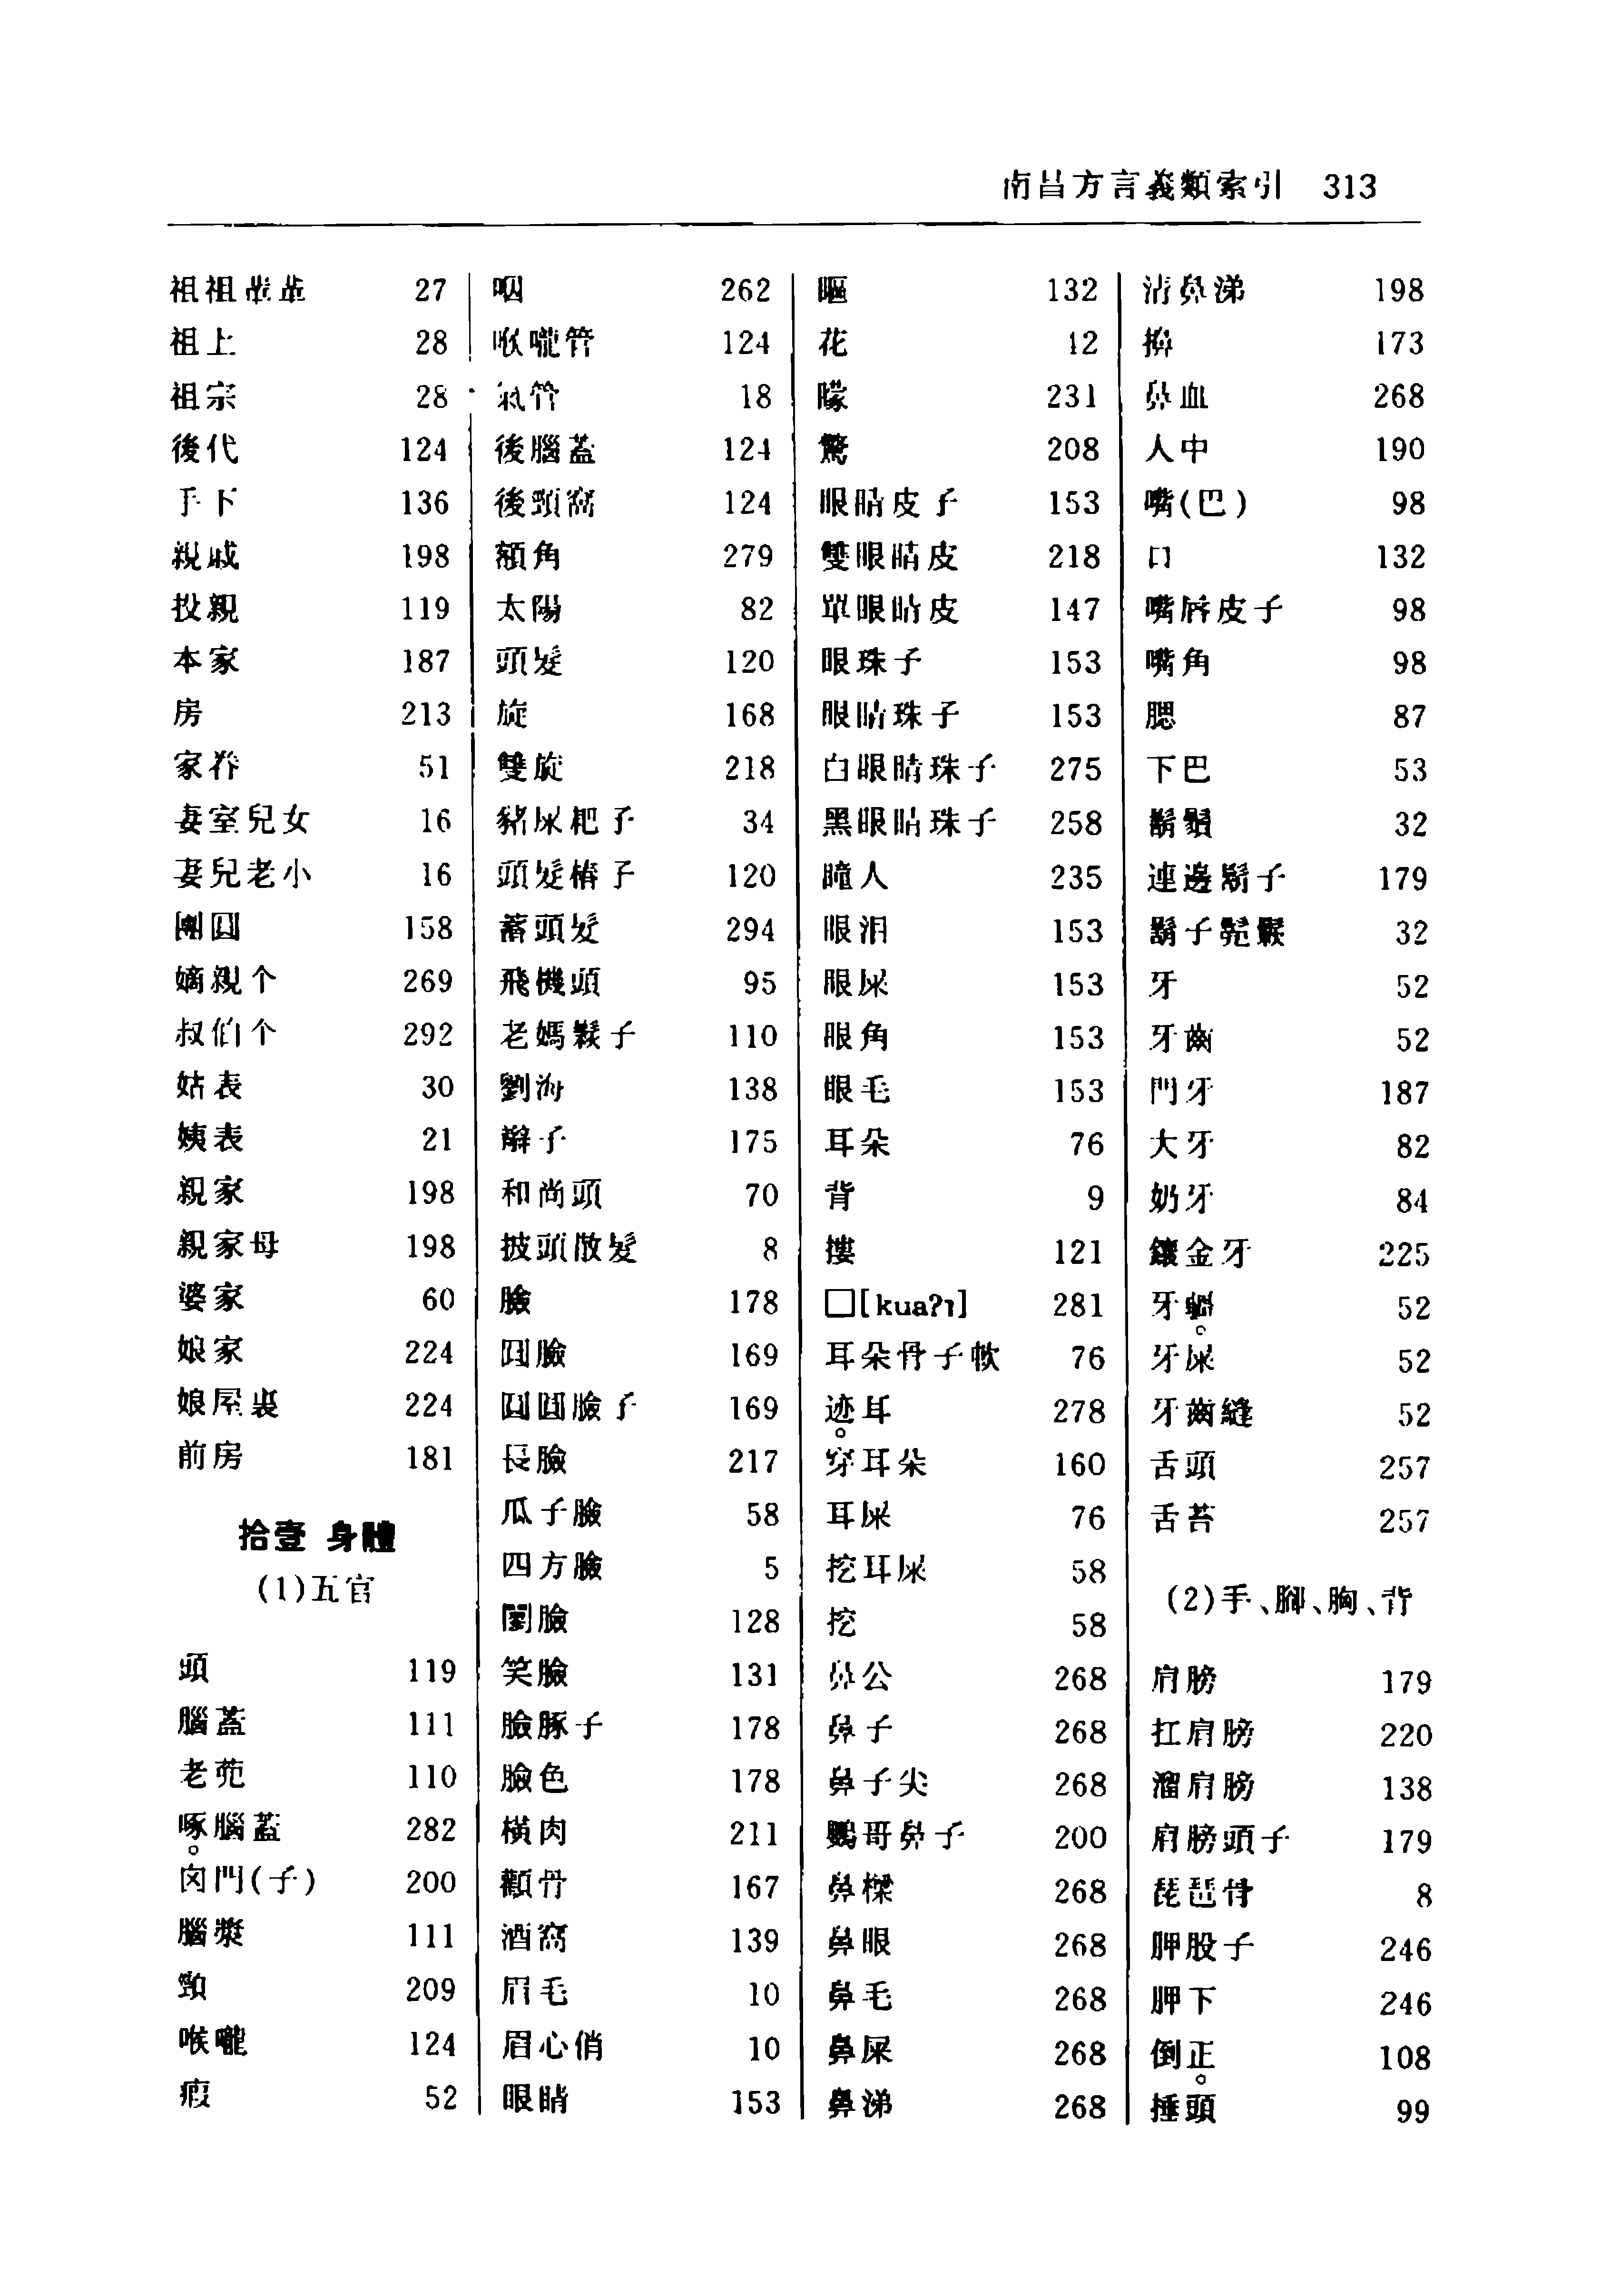 南昌方言義類索引 313
祖祖輩輩 27
祖上 28
祖宗 28
後代 124
手下 136
親戚 198
投親 119
本家 187
房 213
家眷 51
妻室兒女 16
妻兒老小 16
團圓 158
嫡親个 269
叔伯个 292
姑表 30
姨表 21
親家 198
親家母 198
婆家 60
娘家 224
娘屋裏 224
前房 181
拾壹 身體
(1)五官
頭 119
腦蓋 111
老蔸 110
啄腦蓋 282
囟門(子) 200
腦漿 111
頸 209
喉嚨 124
瘕 52
咽 262
喉嚨管 124
氣管 18
後腦蓋 124
後頸窩 124
額角 279
太陽 82
頭髮 120
旋 168
雙旋 218
豬屎耙子 34
頭髮樁子 120
蓄頭髮 294
飛機頭 95
老媽鬏子 110
劉海 138
辮子 175
和尚頭 70
披頭散髮 8
臉 178
圓臉 169
圓圓臉子 169
長臉 217
瓜子臉 58
四方臉 5
臉 128
笑臉 131
臉豚子 178
臉色 178
橫肉 211
顴骨 167
酒窩 139
眉毛 10
眉心俏 10
眼睛 153
瞘 132
花 12
矇 231
驚 208
眼睛皮子 153
雙眼睛皮 218
單眼睛皮 147
眼珠子 153
眼睛珠子 153
白眼睛珠子 275
黑眼睛珠子 258
瞳人 235
眼泪 153
眼屎 153
眼角 153
眼毛 153
耳朵 76
背 9
摟 121
□[kuaʔ˥] 281
耳朵骨子軟 76
迹耳 278
穿耳朵 160
耳屎 76
挖耳屎 58
挖 58
鼻公 268
鼻子 268
鼻子尖 268
鸚哥鼻子 200
鼻樑 268
鼻眼 268
鼻毛 268
鼻屎 268
鼻涕 268
清鼻涕 198
擤 173
鼻血 268
人中 190
嘴(巴) 98
口 132
嘴唇皮子 98
嘴角 98
腮 87
下巴 53
鬍鬚 32
連邊鬍子 179
鬍子 32
牙 52
牙齒 52
門牙 187
大牙 82
奶牙 84
鑲金牙 225
牙 52
牙屎 52
牙齒縫 52
舌頭 257
舌苔 257
(2)手、腳、胸、背
肩膀 179
扛肩膀 220
溜肩膀 138
肩膀頭子 179
琵琶骨 8
胛股子 246
胛下 246
倒正 108
捶頭 99